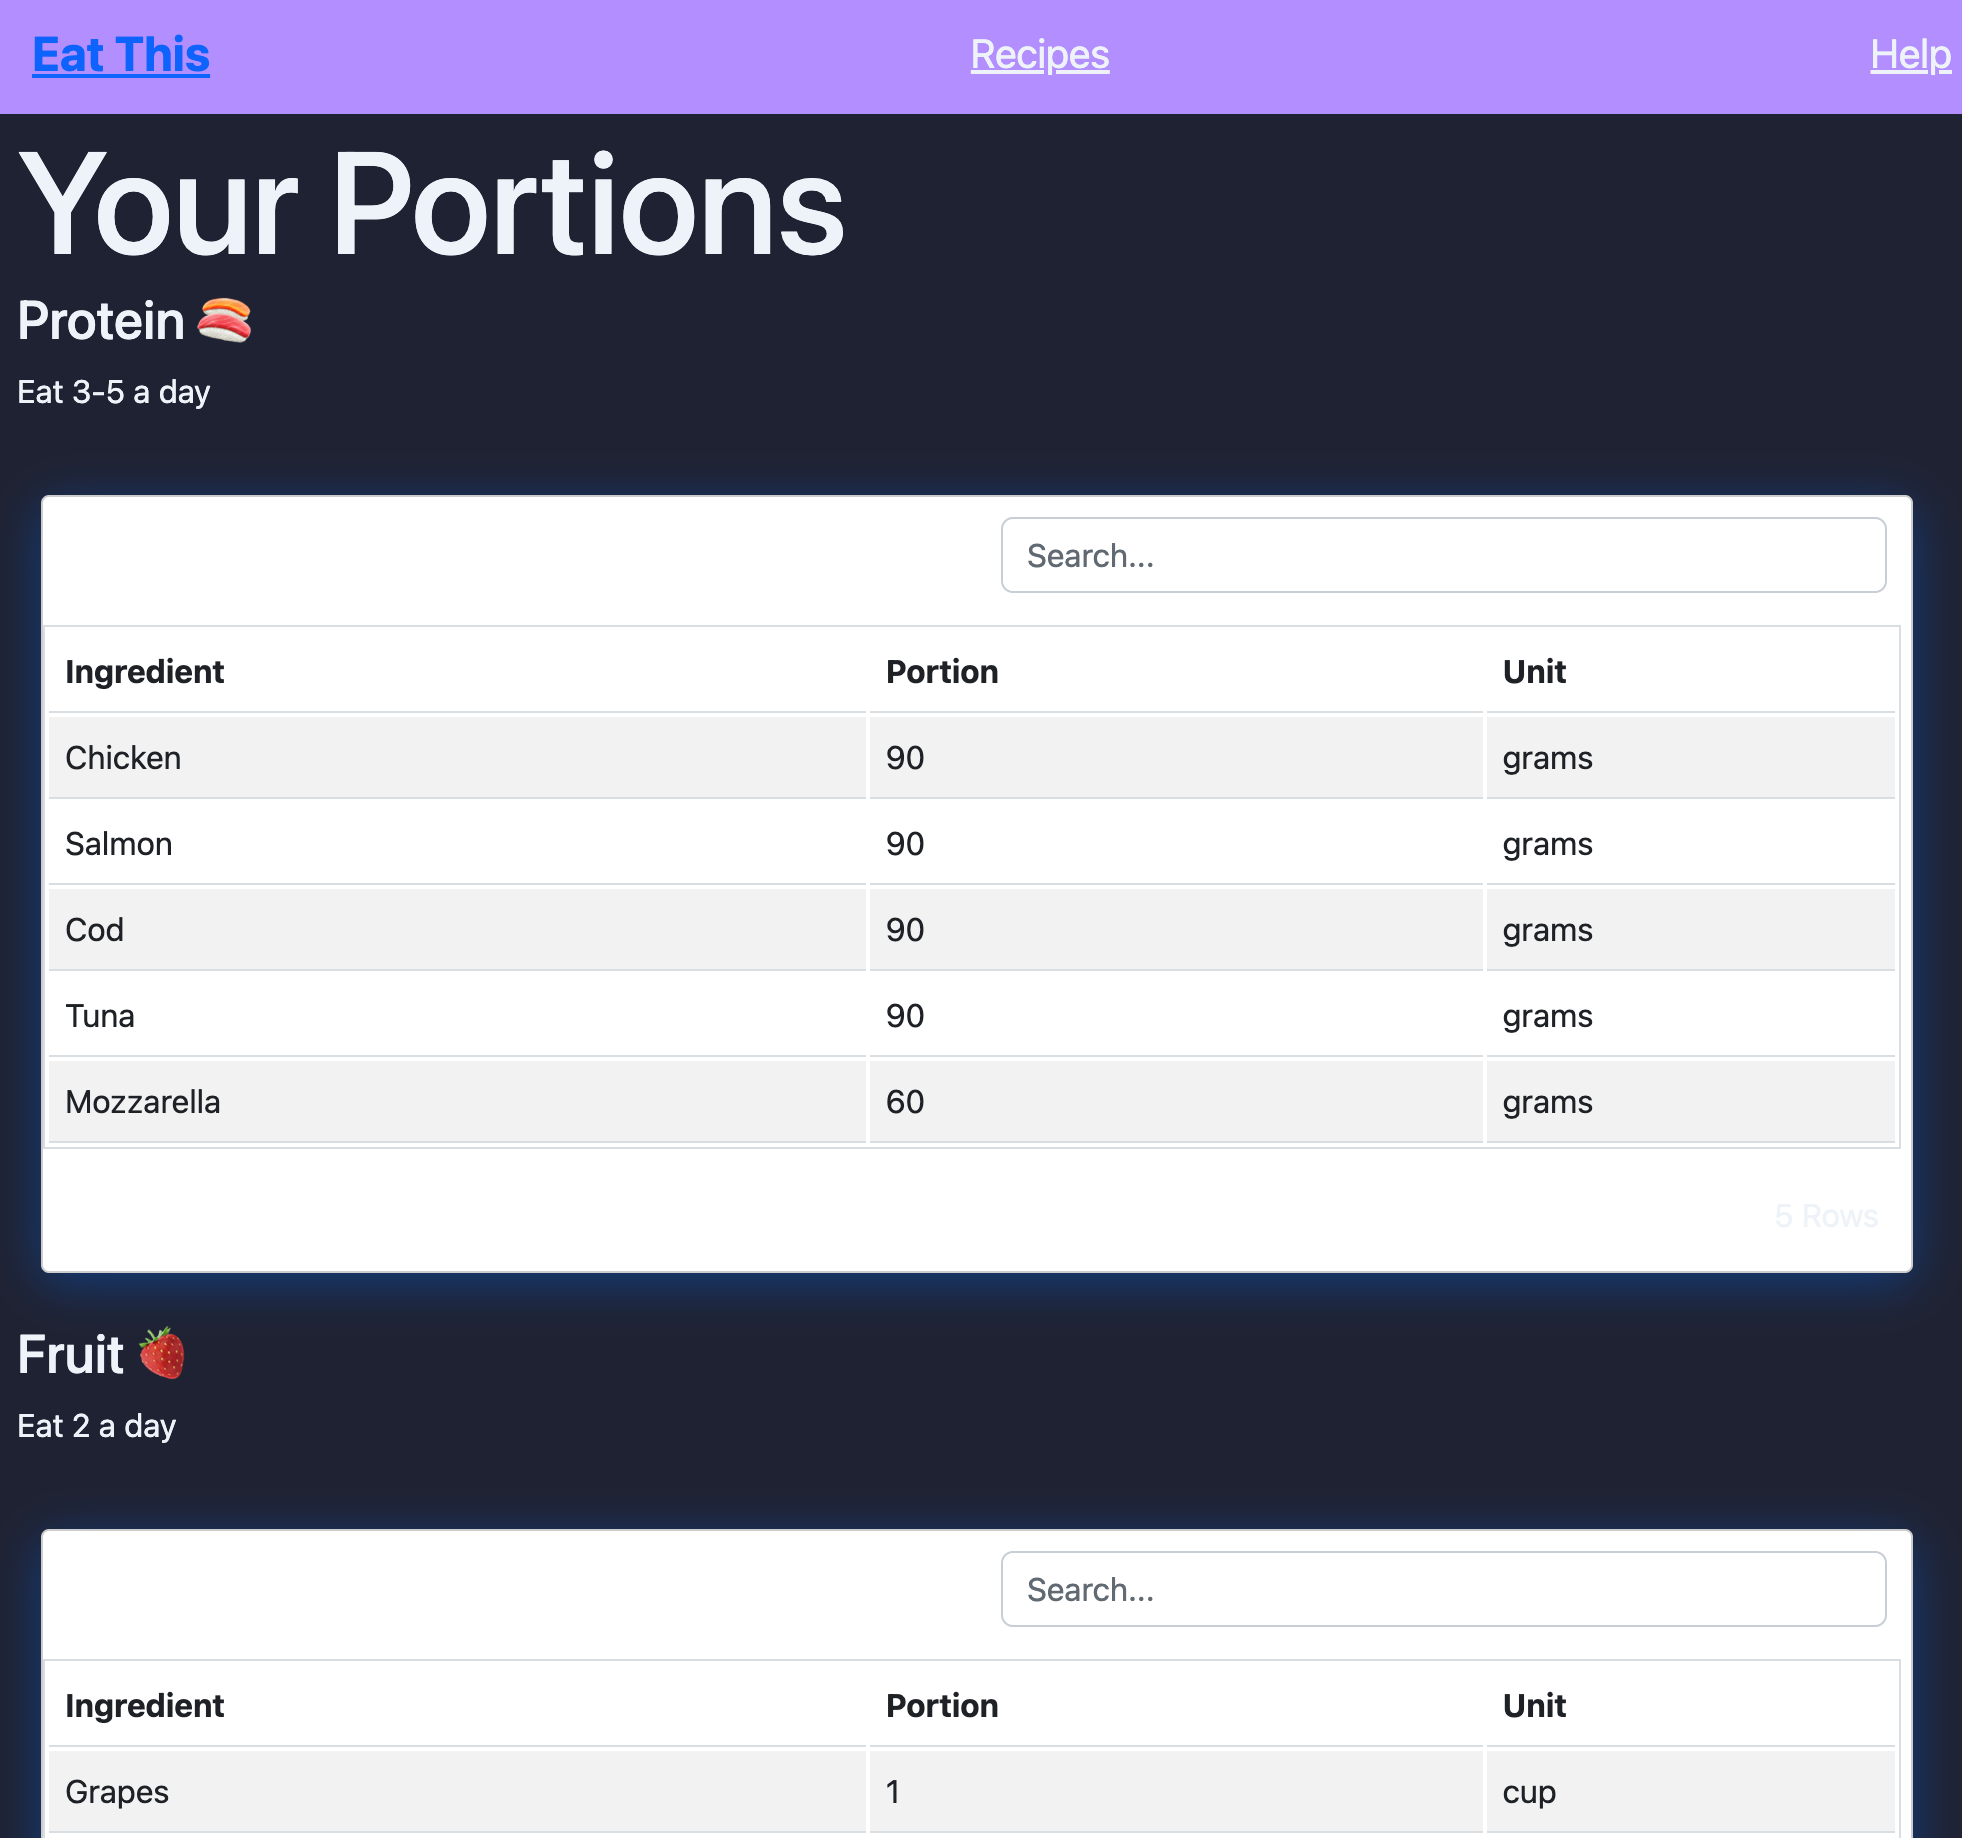 Eat This Recipes Help
Your Portions
Protein 🍣
Eat 3-5 a day
Search...
Ingredient Portion Unit
Chicken 90 grams
Salmon 90 grams
Cod 90 grams
Tuna 90 grams
Mozzarella 60 grams
5 Rows
Fruit 🍓
Eat 2 a day
Search...
Ingredient Portion Unit
Grapes 1 cup